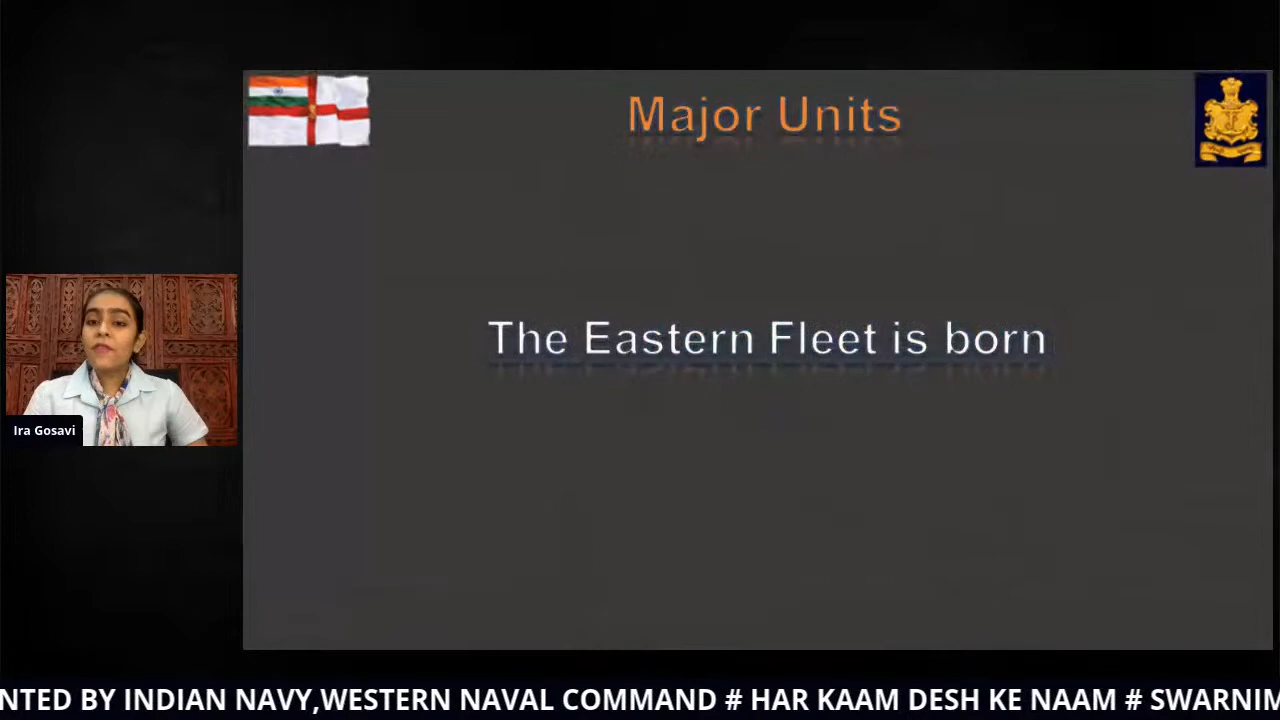 Major Units
The Eastern Fleet is born
Ira Gosavi
NTED BY INDIAN NAVY,WESTERN NAVAL COMMAND # HAR KAAM DESH KE NAAM # SWARNIM